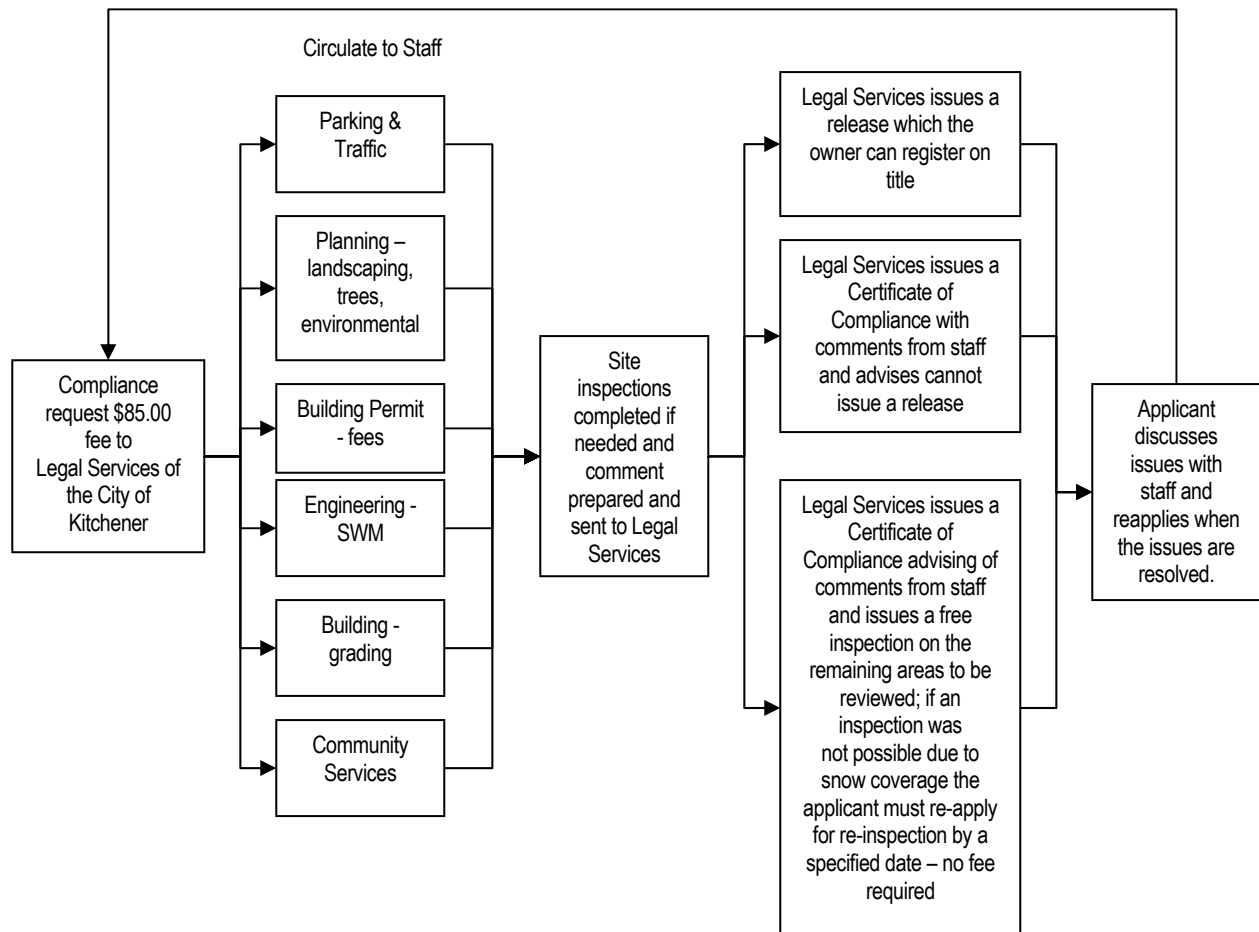 Circulate to Staff
Compliance
request $85.00
fee to
Legal Services of
the City of
Kitchener
Parking &
Traffic
Planning –
landscaping,
trees,
environmental
Building Permit
- fees
Engineering -
SWM
Building -
grading
Community
Services
Site
inspections
completed if
needed and
comment
prepared and
sent to Legal
Services
Legal Services issues a
release which the
owner can register on
title
Legal Services issues a
Certificate of
Compliance with
comments from staff
and advises cannot
issue a release
Legal Services issues a
Certificate of
Compliance advising of
comments from staff
and issues a free
inspection on the
remaining areas to be
reviewed; if an
inspection was
not possible due to
snow coverage the
applicant must re-apply
for re-inspection by a
specified date – no fee
required
Applicant
discusses
issues with
staff and
reapplies when
the issues are
resolved.